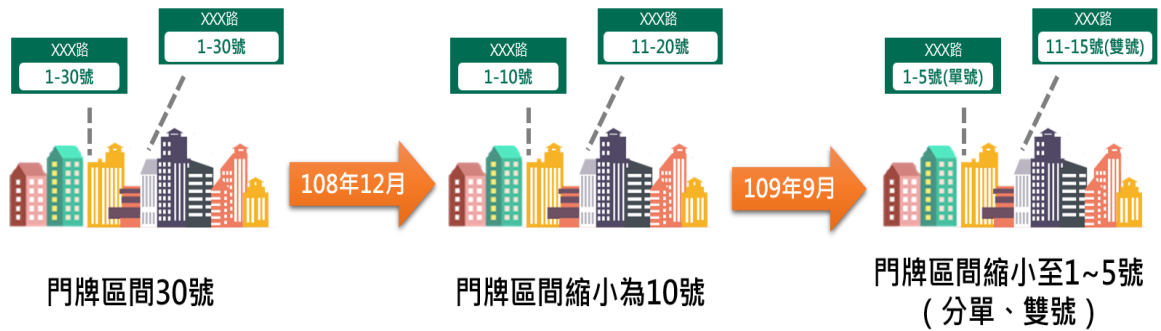 XXX路
1-30號
XXX路
1-30號
門牌區間30號
108年12月
XXX路
1-10號
XXX路
11-20號
門牌區間縮小為10號
109年9月
XXX路
1-5號(單號)
XXX路
11-15號(雙號)
門牌區間縮小至1~5號
(分單、雙號)